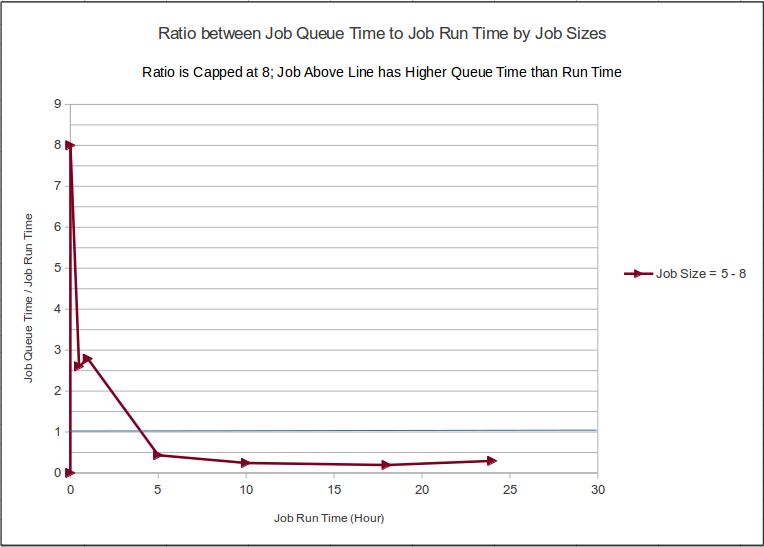 Ratio between Job Queue Time to Job Run Time by Job Sizes
Ratio is Capped at 8; Job Above Line has Higher Queue Time than Run Time
9
8
7
6
5
4
3
2
1
0
Job Queue Time / Job Run Time
0 5 10 15 20 25 30
Job Run Time (Hour)
Job Size = 5 - 8